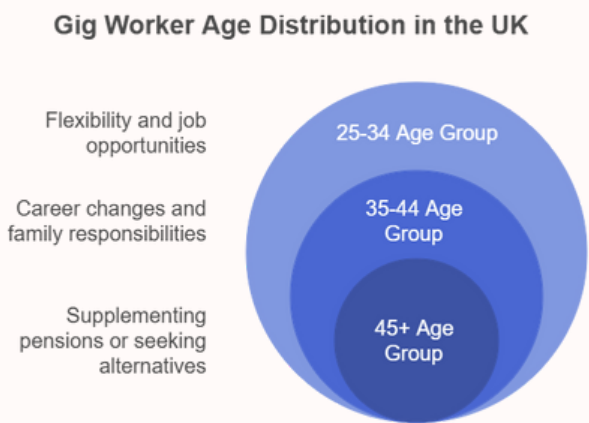 Gig Worker Age Distribution in the UK
Flexibility and job
opportunities
25-34 Age Group
Career changes and
family responsibilities
35-44 Age
Group
Supplementing
pensions or seeking
alternatives
45+ Age
Group